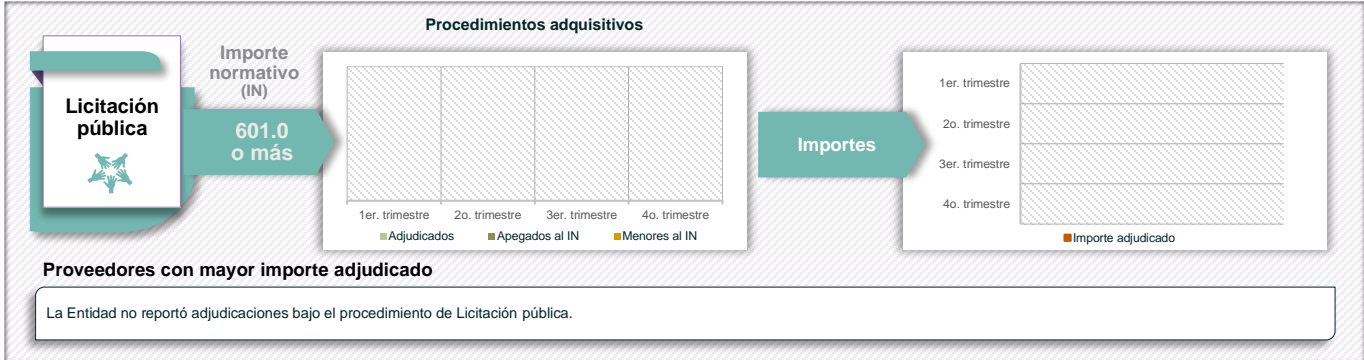 Procedimientos adquisitivos
Licitación
pública
Importe
normativo
(IN)
601.0
o más
1er. trimestre 2o. trimestre 3er. trimestre 4o. trimestre
Adjudicados Apegados al IN Menores al IN
Importes
1er. trimestre
2o. trimestre
3er. trimestre
4o. trimestre
Importe adjudicado
Proveedores con mayor importe adjudicado
La Entidad no reportó adjudicaciones bajo el procedimiento de Licitación pública.